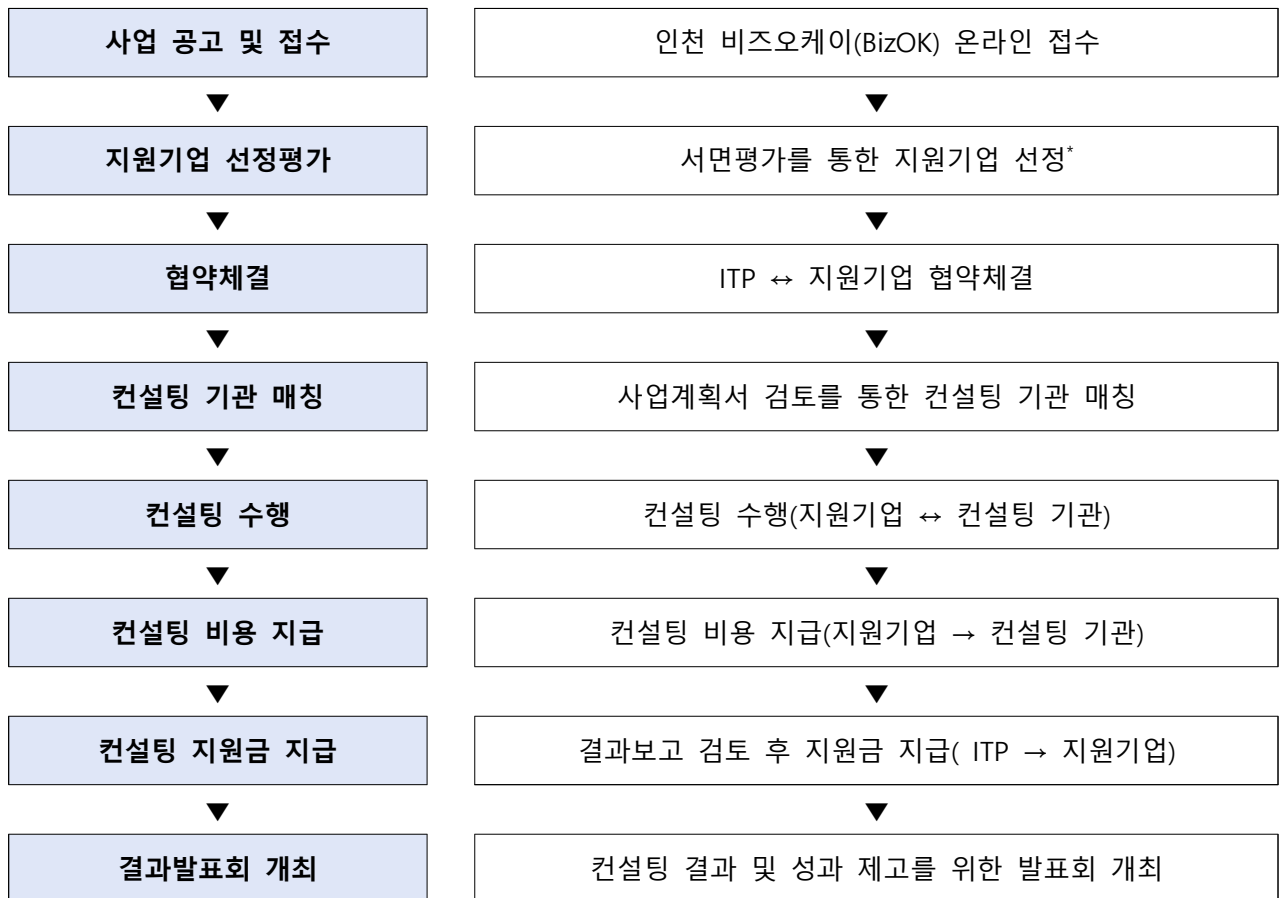 사업 공고 및 접수
인천 비즈오케이(BizOK) 온라인 접수
▼ ▼
지원기업 선정평가
서면평가를 통한 지원기업 선정*
▼ ▼
협약체결
ITP ↔ 지원기업 협약체결
▼ ▼
컨설팅 기관 매칭
사업계획서 검토를 통한 컨설팅 기관 매칭
▼ ▼
컨설팅 수행
컨설팅 수행(지원기업 ↔ 컨설팅 기관)
▼ ▼
컨설팅 비용 지급
컨설팅 비용 지급(지원기업 → 컨설팅 기관)
▼ ▼
컨설팅 지원금 지급
결과보고 검토 후 지원금 지급( ITP → 지원기업)
▼ ▼
결과발표회 개최
컨설팅 결과 및 성과 제고를 위한 발표회 개최